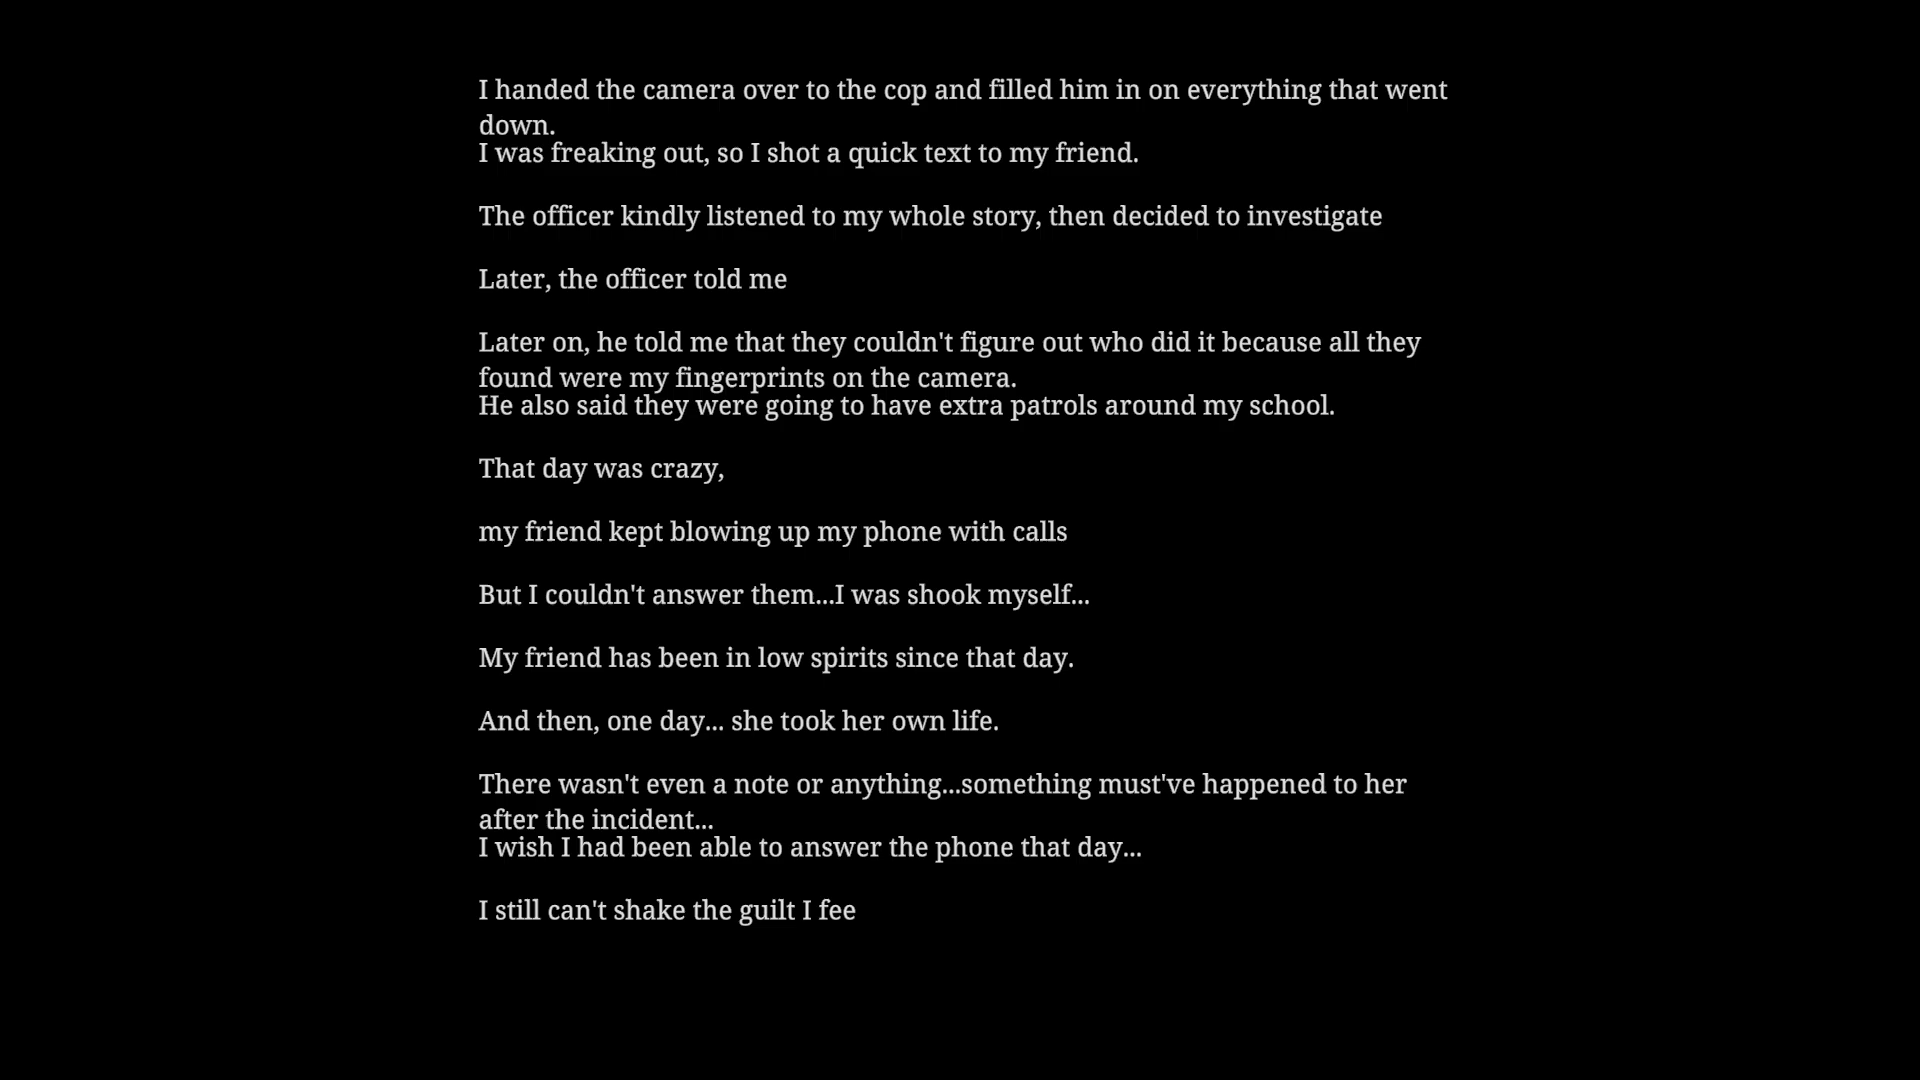 I handed the camera over to the cop and filled him in on everything that went
down.
I was freaking out, so I shot a quick text to my friend.
The officer kindly listened to my whole story, then decided to investigate
Later, the officer told me
Later on, he told me that they couldn't figure out who did it because all they
found were my fingerprints on the camera.
He also said they were going to have extra patrols around my school.
That day was crazy,
my friend kept blowing up my phone with calls
But I couldn't answer them...I was shook myself...
My friend has been in low spirits since that day.
And then, one day... she took her own life.
There wasn't even a note or anything...something must've happened to her
after the incident...
I wish I had been able to answer the phone that day...
I still can't shake the guilt I fee